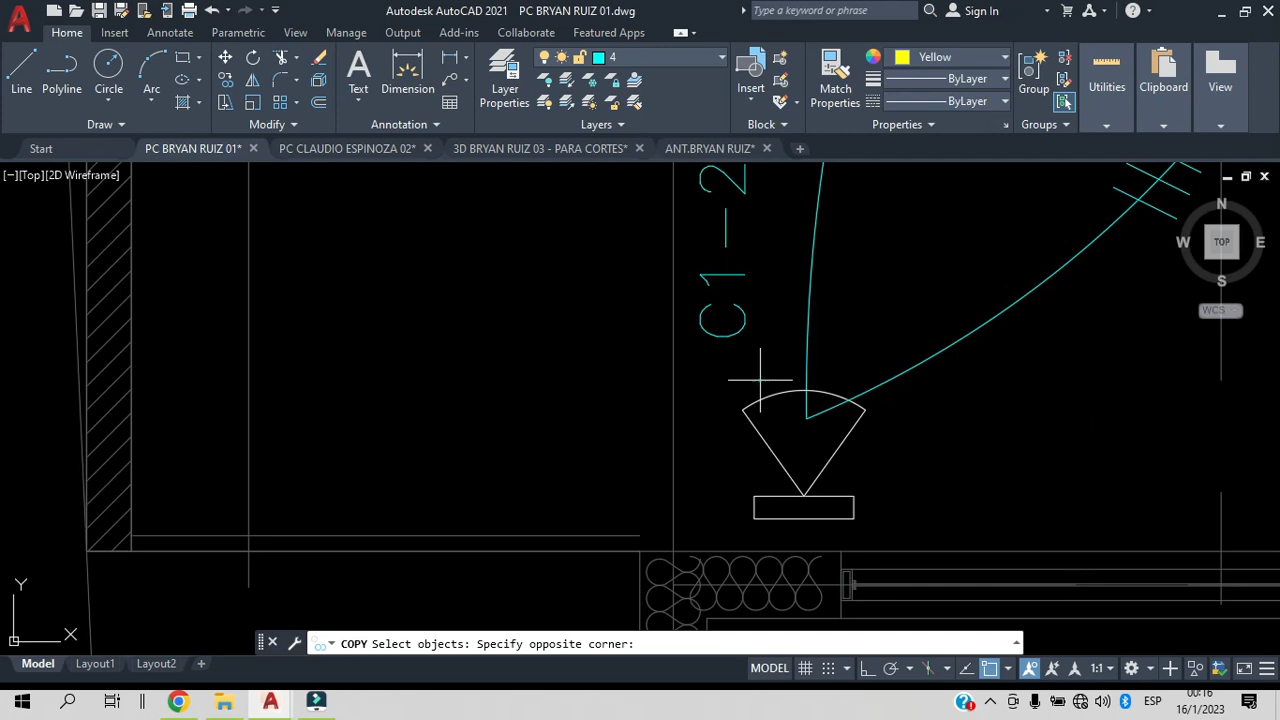 Autodesk AutoCAD 2021 PC BRYAN RUIZ 01.dwg
Type a keyword or phrase
Sign In
Home Insert Annotate Parametric View Manage Output Add-ins Collaborate Featured Apps
Line Polyline Circle Arc
Text Dimension
Layer Properties
4
Insert
Match Properties
Yellow
ByLayer
ByLayer
Group
Utilities Clipboard View
Draw Modify Annotation Layers Block Properties Groups
Start PC BRYAN RUIZ 01* PC CLAUDIO ESPINOZA 02* 3D BRYAN RUIZ 03 - PARA CORTES* ANT.BRYAN RUIZ*
[−][Top][2D Wireframe]
N
W TOP E
S
WCS
C1-2
Y
X
COPY Select objects: Specify opposite corner:
Model Layout1 Layout2
MODEL 1:1
ESP
00:16
16/1/2023